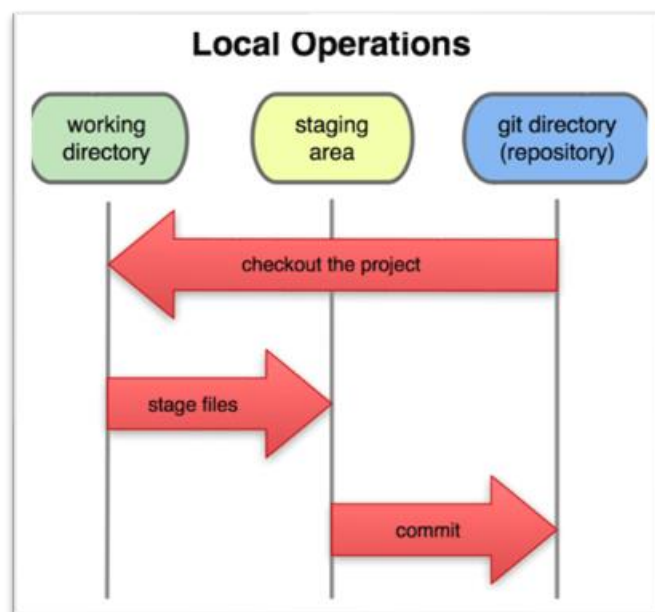 Local Operations
working
directory
staging
area
git directory
(repository)
checkout the project
stage files
commit